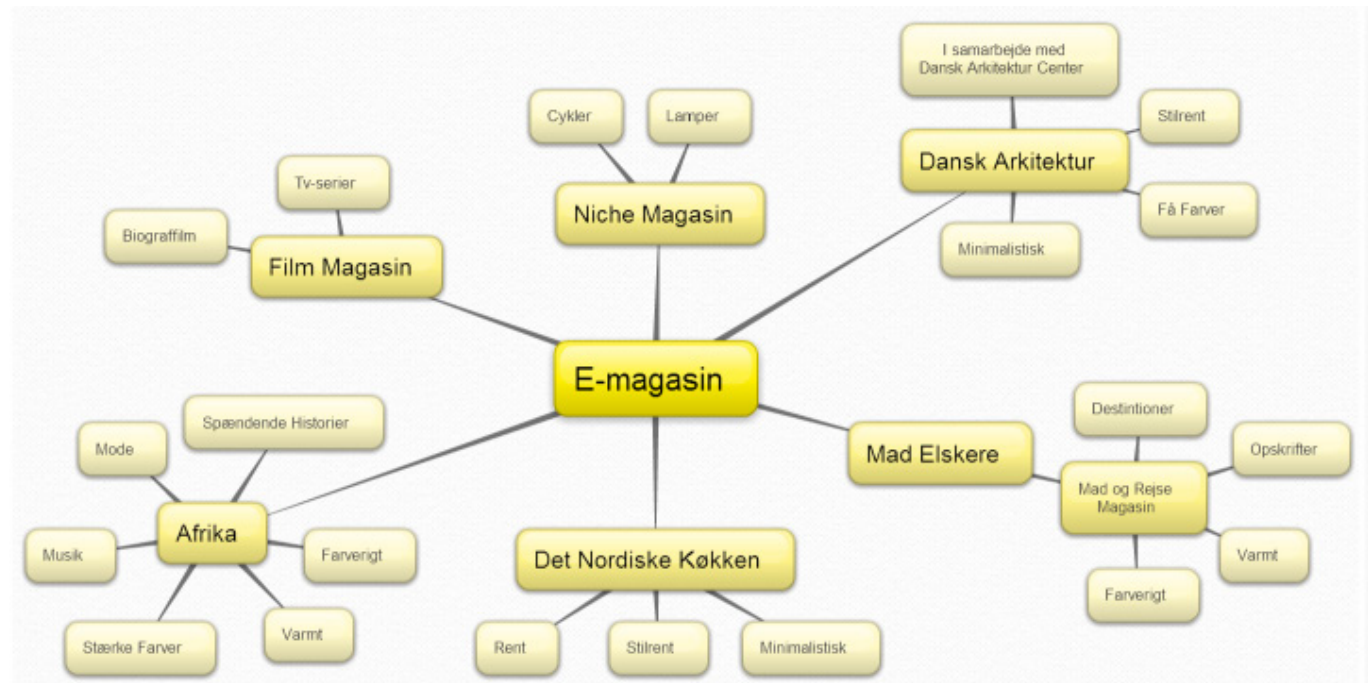 I samarbejde med
Dansk Arkitektur Center
Cykler
Lamper
Stilrent
Dansk Arkitektur
Tv-serier
Niche Magasin
Få Farver
Biograffilm
Minimalistisk
Film Magasin
E-magasin
Destintioner
Spændende Historier
Mode
Mad Elskere
Opskrifter
Mad og Rejse
Magasin
Afrika
Musik
Farverigt
Det Nordiske Køkken
Varmt
Farverigt
Stærke Farver
Varmt
Rent
Stilrent
Minimalistisk